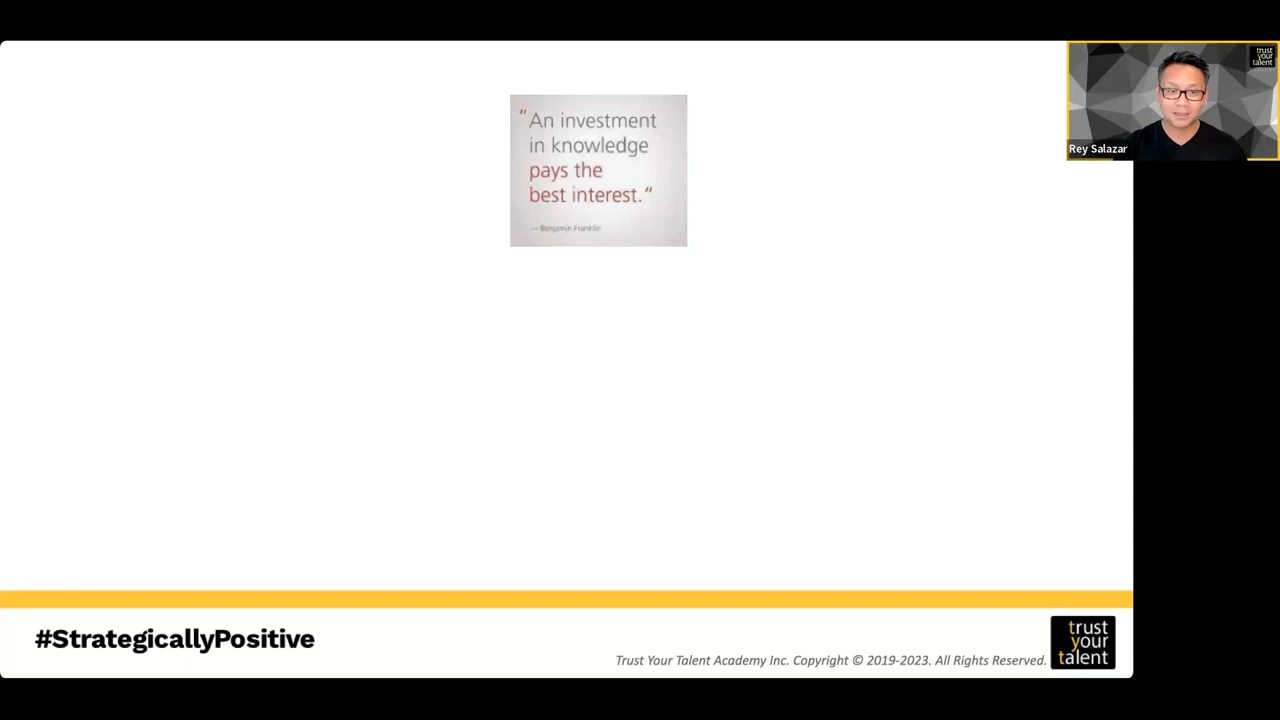 “An investment
in knowledge
pays the
best interest.“
— Benjamin Franklin
trust
your
talent
Rey Salazar
#StrategicallyPositive
Trust Your Talent Academy Inc. Copyright © 2019-2023. All Rights Reserved.
trust
your
talent